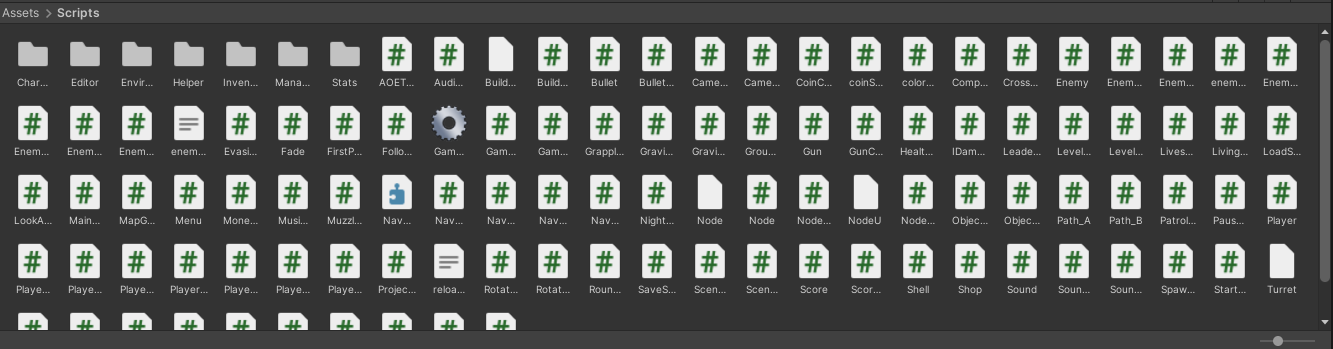 Assets > Scripts
Char... Editor Envir... Helper Inven... Mana... Stats AOET... Audi... Build... Build... Bullet Bullet... Came... Came... CoinC... coinS... color... Comp... Cross... Enemy Enem... Enem... enem... Enem...
Enem... Enem... Enem... enem... Evasi... Fade FirstP... Follo... Gam... Gam... Gam... Grappl... Gravi... Gravi... Grou... Gun GunC... Healt... IDam... Leade... Level... Level... Lives... Living... LoadS...
LookA... Main... MapG... Menu Mone... Musi... Muzzl... Nav... Nav... Nav... Nav... Nav... Night... Node Node Node... NodeU Node... Objec... Objec... Path_A Path_B Patrol... Paus... Player
Playe... Playe... Playe... Player... Playe... Playe... Playe... Projec... reloa... Rotat... Rotat... Roun... SaveS... Scen... Scen... Score Scor... Shell Shop Sound Soun... Soun... Spaw... Start... Turret